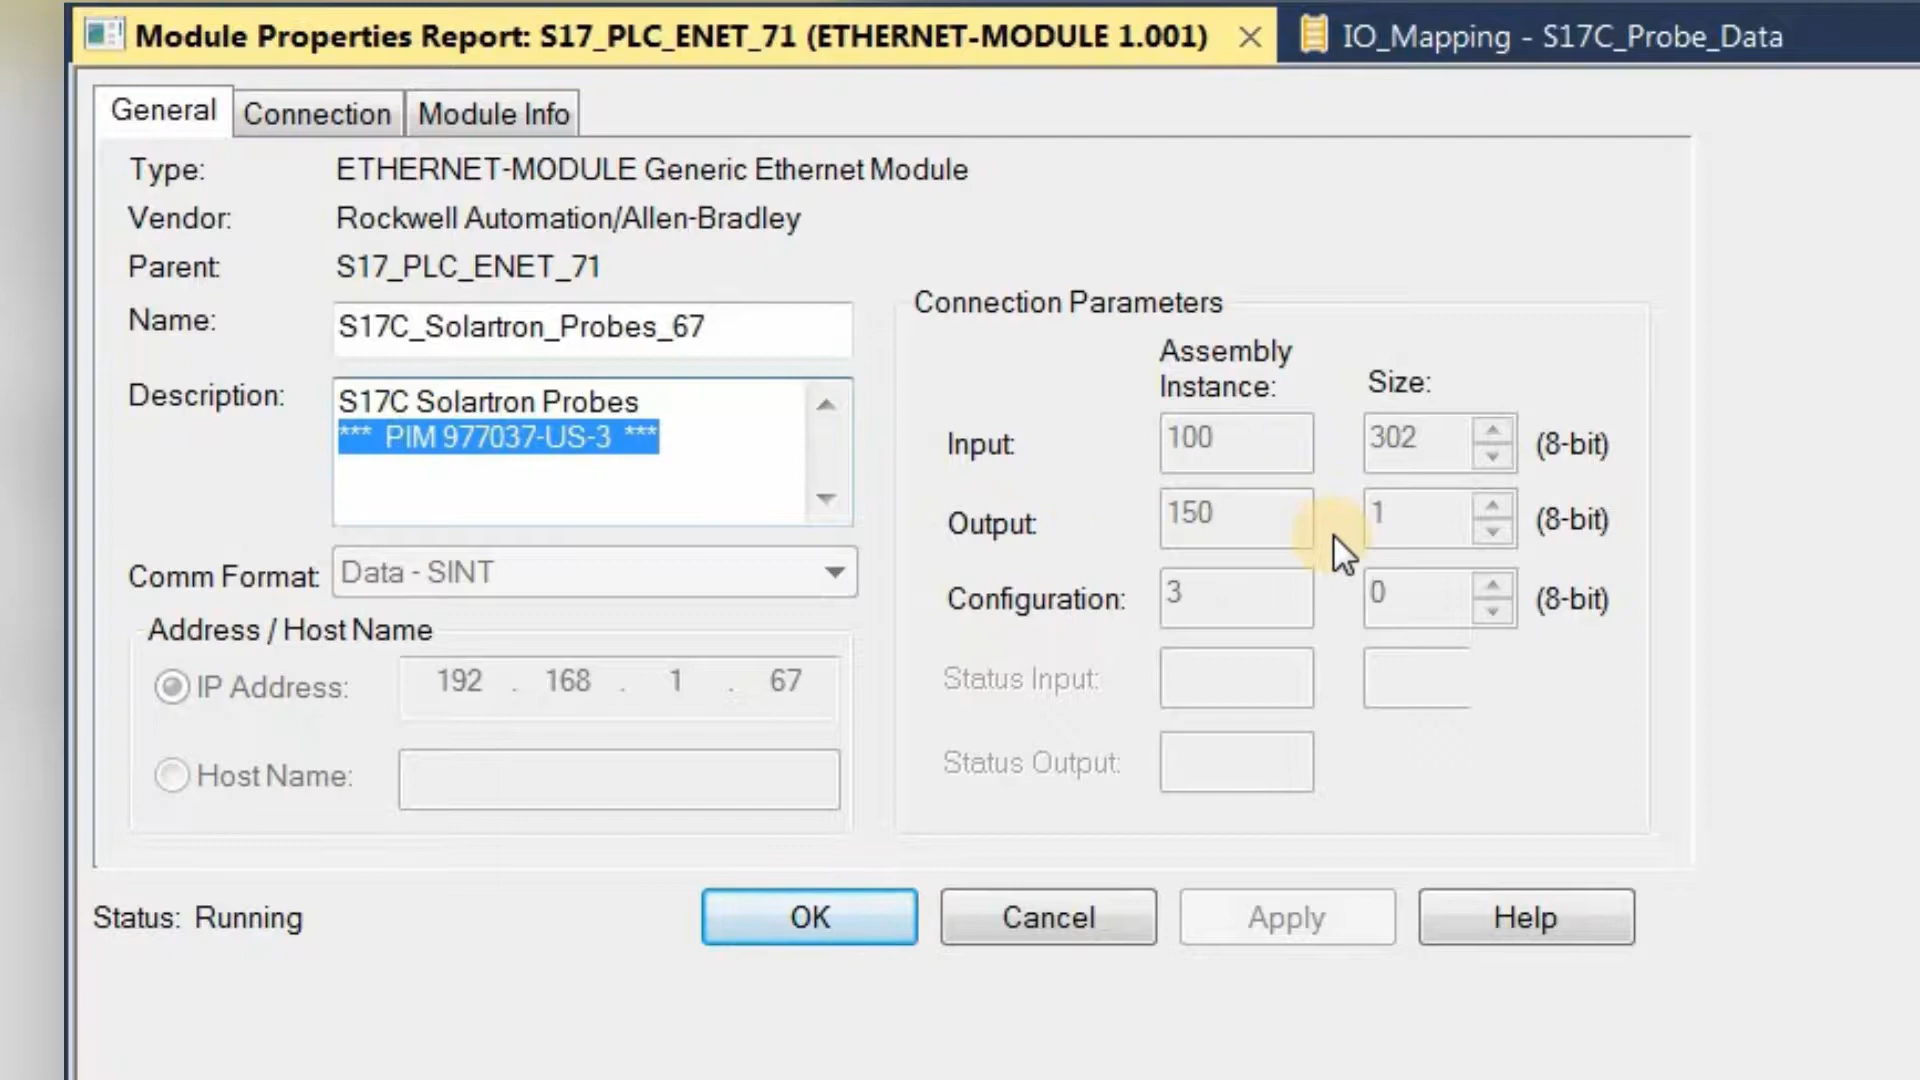 Module Properties Report: S17_PLC_ENET_71 (ETHERNET-MODULE 1.001)
IO_Mapping - S17C_Probe_Data
General Connection Module Info
Type: ETHERNET-MODULE Generic Ethernet Module
Vendor: Rockwell Automation/Allen-Bradley
Parent: S17_PLC_ENET_71
Name: S17C_Solartron_Probes_67
Description: S17C Solartron Probes
*** PIM 977037-US-3 ***
Comm Format: Data - SINT
Address / Host Name
IP Address: 192 . 168 . 1 . 67
Host Name:
Connection Parameters
Assembly
Instance: Size:
Input: 100 302 (8-bit)
Output: 150 1 (8-bit)
Configuration: 3 0 (8-bit)
Status Input:
Status Output:
Status: Running
OK Cancel Apply Help